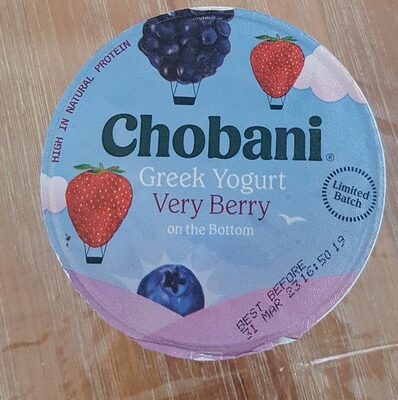 HIGH IN NATURAL PROTEIN
Chobani®
Greek Yogurt
Very Berry
on the Bottom
Limited
Batch
BEST BEFORE
31 MAR 23 16:50 19